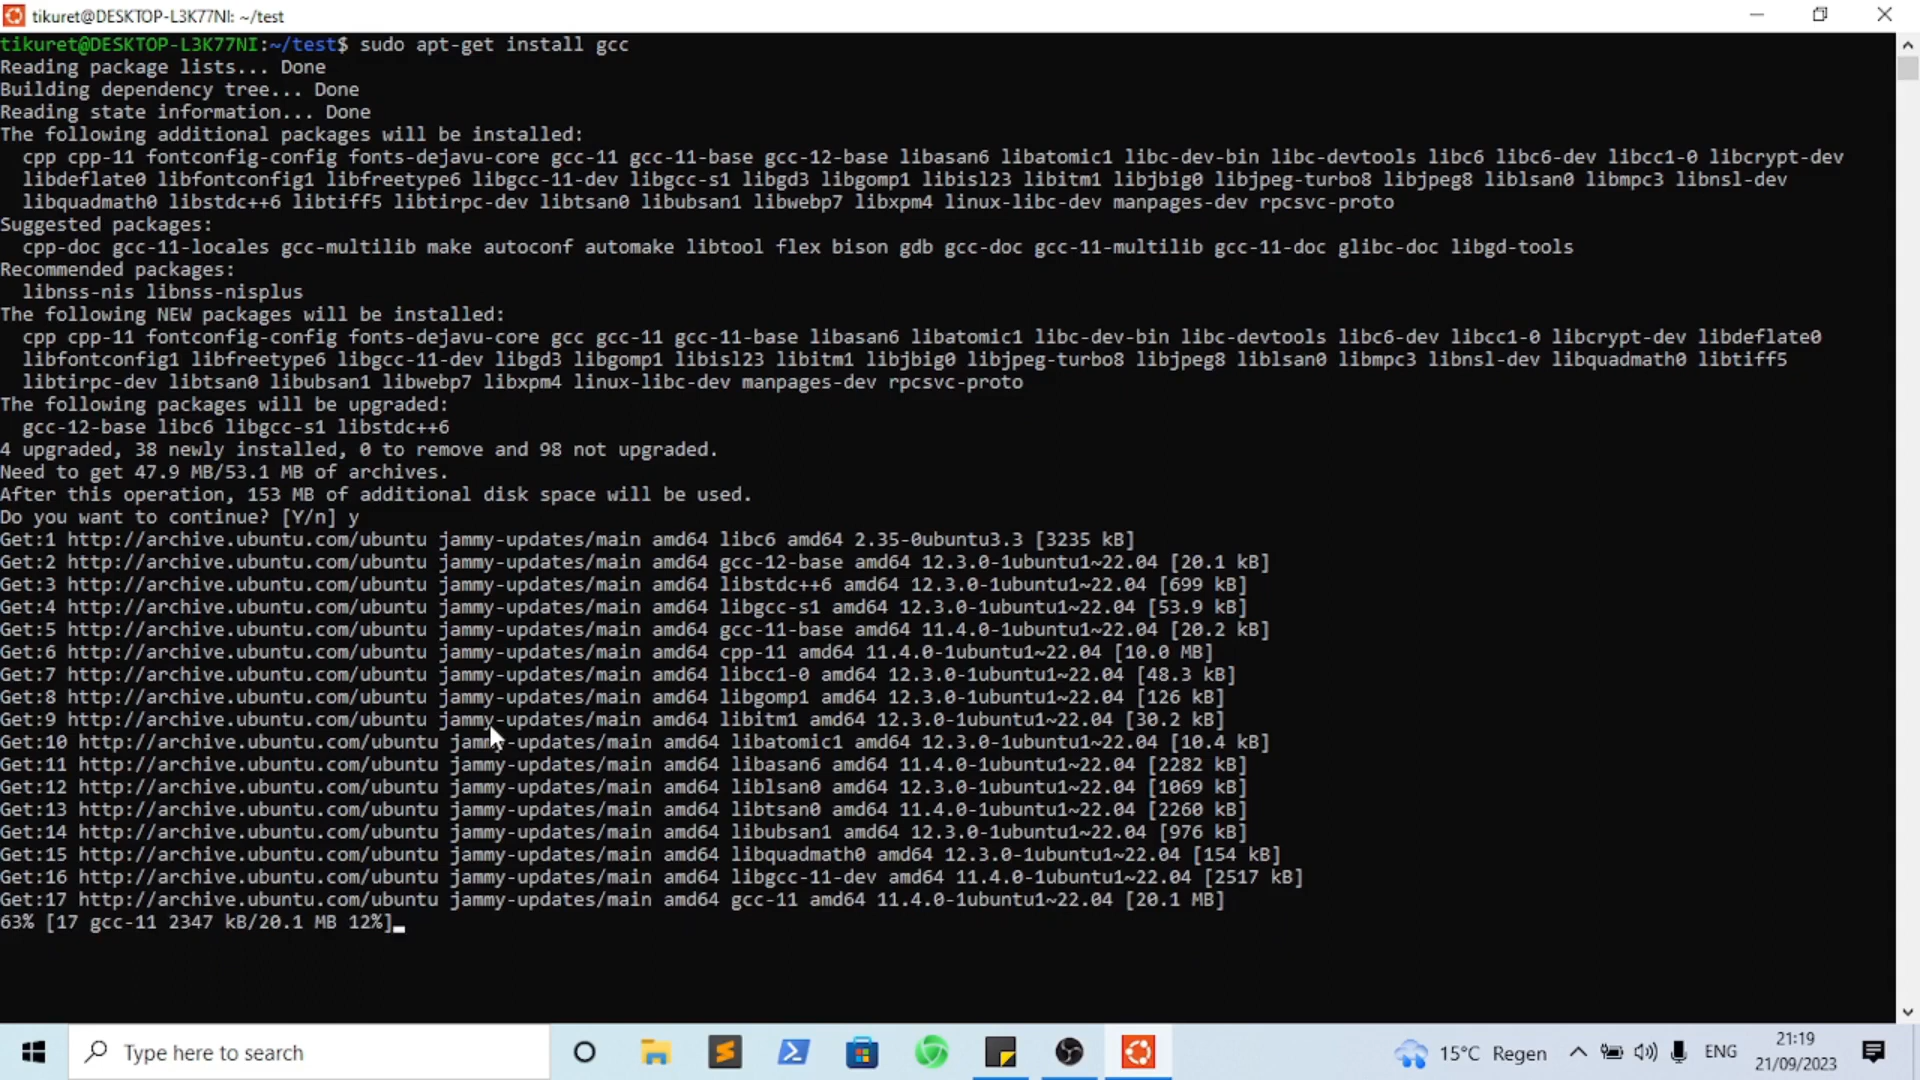 tikuret@DESKTOP-L3K77NI: ~/test
tikuret@DESKTOP-L3K77NI:~/test$ sudo apt-get install gcc
Reading package lists... Done
Building dependency tree... Done
Reading state information... Done
The following additional packages will be installed:
  cpp cpp-11 fontconfig-config fonts-dejavu-core gcc-11 gcc-11-base gcc-12-base libasan6 libatomic1 libc-dev-bin libc-devtools libc6 libc6-dev libcc1-0 libcrypt-dev
  libdeflate0 libfontconfig1 libfreetype6 libgcc-11-dev libgcc-s1 libgd3 libgomp1 libisl23 libitm1 libjbig0 libjpeg-turbo8 libjpeg8 liblsan0 libmpc3 libnsl-dev
  libquadmath0 libstdc++6 libtiff5 libtirpc-dev libtsan0 libubsan1 libwebp7 libxpm4 linux-libc-dev manpages-dev rpcsvc-proto
Suggested packages:
  cpp-doc gcc-11-locales gcc-multilib make autoconf automake libtool flex bison gdb gcc-doc gcc-11-multilib gcc-11-doc glibc-doc libgd-tools
Recommended packages:
  libnss-nis libnss-nisplus
The following NEW packages will be installed:
  cpp cpp-11 fontconfig-config fonts-dejavu-core gcc gcc-11 gcc-11-base libasan6 libatomic1 libc-dev-bin libc-devtools libc6-dev libcc1-0 libcrypt-dev libdeflate0
  libfontconfig1 libfreetype6 libgcc-11-dev libgd3 libgomp1 libisl23 libitm1 libjbig0 libjpeg-turbo8 libjpeg8 liblsan0 libmpc3 libnsl-dev libquadmath0 libtiff5
  libtirpc-dev libtsan0 libubsan1 libwebp7 libxpm4 linux-libc-dev manpages-dev rpcsvc-proto
The following packages will be upgraded:
  gcc-12-base libc6 libgcc-s1 libstdc++6
4 upgraded, 38 newly installed, 0 to remove and 98 not upgraded.
Need to get 47.9 MB/53.1 MB of archives.
After this operation, 153 MB of additional disk space will be used.
Do you want to continue? [Y/n] y
Get:1 http://archive.ubuntu.com/ubuntu jammy-updates/main amd64 libc6 amd64 2.35-0ubuntu3.3 [3235 kB]
Get:2 http://archive.ubuntu.com/ubuntu jammy-updates/main amd64 gcc-12-base amd64 12.3.0-1ubuntu1~22.04 [20.1 kB]
Get:3 http://archive.ubuntu.com/ubuntu jammy-updates/main amd64 libstdc++6 amd64 12.3.0-1ubuntu1~22.04 [699 kB]
Get:4 http://archive.ubuntu.com/ubuntu jammy-updates/main amd64 libgcc-s1 amd64 12.3.0-1ubuntu1~22.04 [53.9 kB]
Get:5 http://archive.ubuntu.com/ubuntu jammy-updates/main amd64 gcc-11-base amd64 11.4.0-1ubuntu1~22.04 [20.2 kB]
Get:6 http://archive.ubuntu.com/ubuntu jammy-updates/main amd64 cpp-11 amd64 11.4.0-1ubuntu1~22.04 [10.0 MB]
Get:7 http://archive.ubuntu.com/ubuntu jammy-updates/main amd64 libcc1-0 amd64 12.3.0-1ubuntu1~22.04 [48.3 kB]
Get:8 http://archive.ubuntu.com/ubuntu jammy-updates/main amd64 libgomp1 amd64 12.3.0-1ubuntu1~22.04 [126 kB]
Get:9 http://archive.ubuntu.com/ubuntu jammy-updates/main amd64 libitm1 amd64 12.3.0-1ubuntu1~22.04 [30.2 kB]
Get:10 http://archive.ubuntu.com/ubuntu jammy-updates/main amd64 libatomic1 amd64 12.3.0-1ubuntu1~22.04 [10.4 kB]
Get:11 http://archive.ubuntu.com/ubuntu jammy-updates/main amd64 libasan6 amd64 11.4.0-1ubuntu1~22.04 [2282 kB]
Get:12 http://archive.ubuntu.com/ubuntu jammy-updates/main amd64 liblsan0 amd64 12.3.0-1ubuntu1~22.04 [1069 kB]
Get:13 http://archive.ubuntu.com/ubuntu jammy-updates/main amd64 libtsan0 amd64 11.4.0-1ubuntu1~22.04 [2260 kB]
Get:14 http://archive.ubuntu.com/ubuntu jammy-updates/main amd64 libubsan1 amd64 12.3.0-1ubuntu1~22.04 [976 kB]
Get:15 http://archive.ubuntu.com/ubuntu jammy-updates/main amd64 libquadmath0 amd64 12.3.0-1ubuntu1~22.04 [154 kB]
Get:16 http://archive.ubuntu.com/ubuntu jammy-updates/main amd64 libgcc-11-dev amd64 11.4.0-1ubuntu1~22.04 [2517 kB]
Get:17 http://archive.ubuntu.com/ubuntu jammy-updates/main amd64 gcc-11 amd64 11.4.0-1ubuntu1~22.04 [20.1 MB]
63% [17 gcc-11 2347 kB/20.1 MB 12%]
Type here to search
15°C Regen
ENG
21:19
21/09/2023